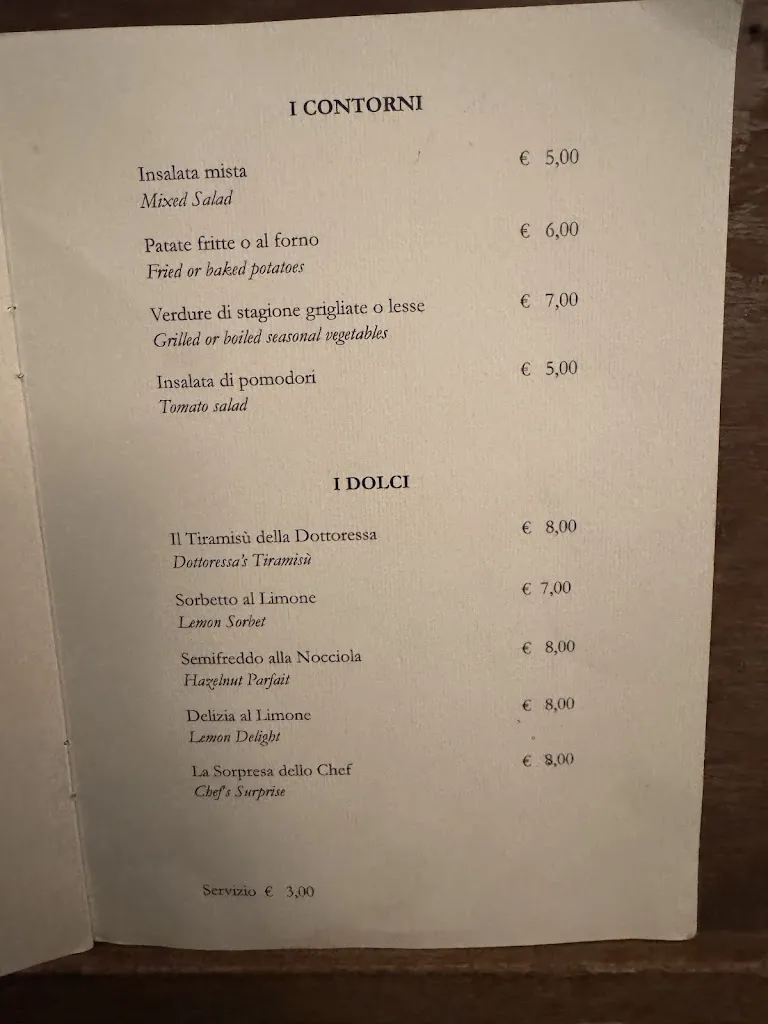 I CONTORNI
Insalata mista € 5,00
Mixed Salad
Patate fritte o al forno € 6,00
Fried or baked potatoes
Verdure di stagione grigliate o lesse € 7,00
Grilled or boiled seasonal vegetables
Insalata di pomodori € 5,00
Tomato salad
I DOLCI
Il Tiramisù della Dottoressa € 8,00
Dottoressa's Tiramisù
Sorbetto al Limone € 7,00
Lemon Sorbet
Semifreddo alla Nocciola € 8,00
Hazelnut Parfait
Delizia al Limone € 8,00
Lemon Delight
La Sorpresa dello Chef € 8,00
Chef's Surprise
Servizio € 3,00